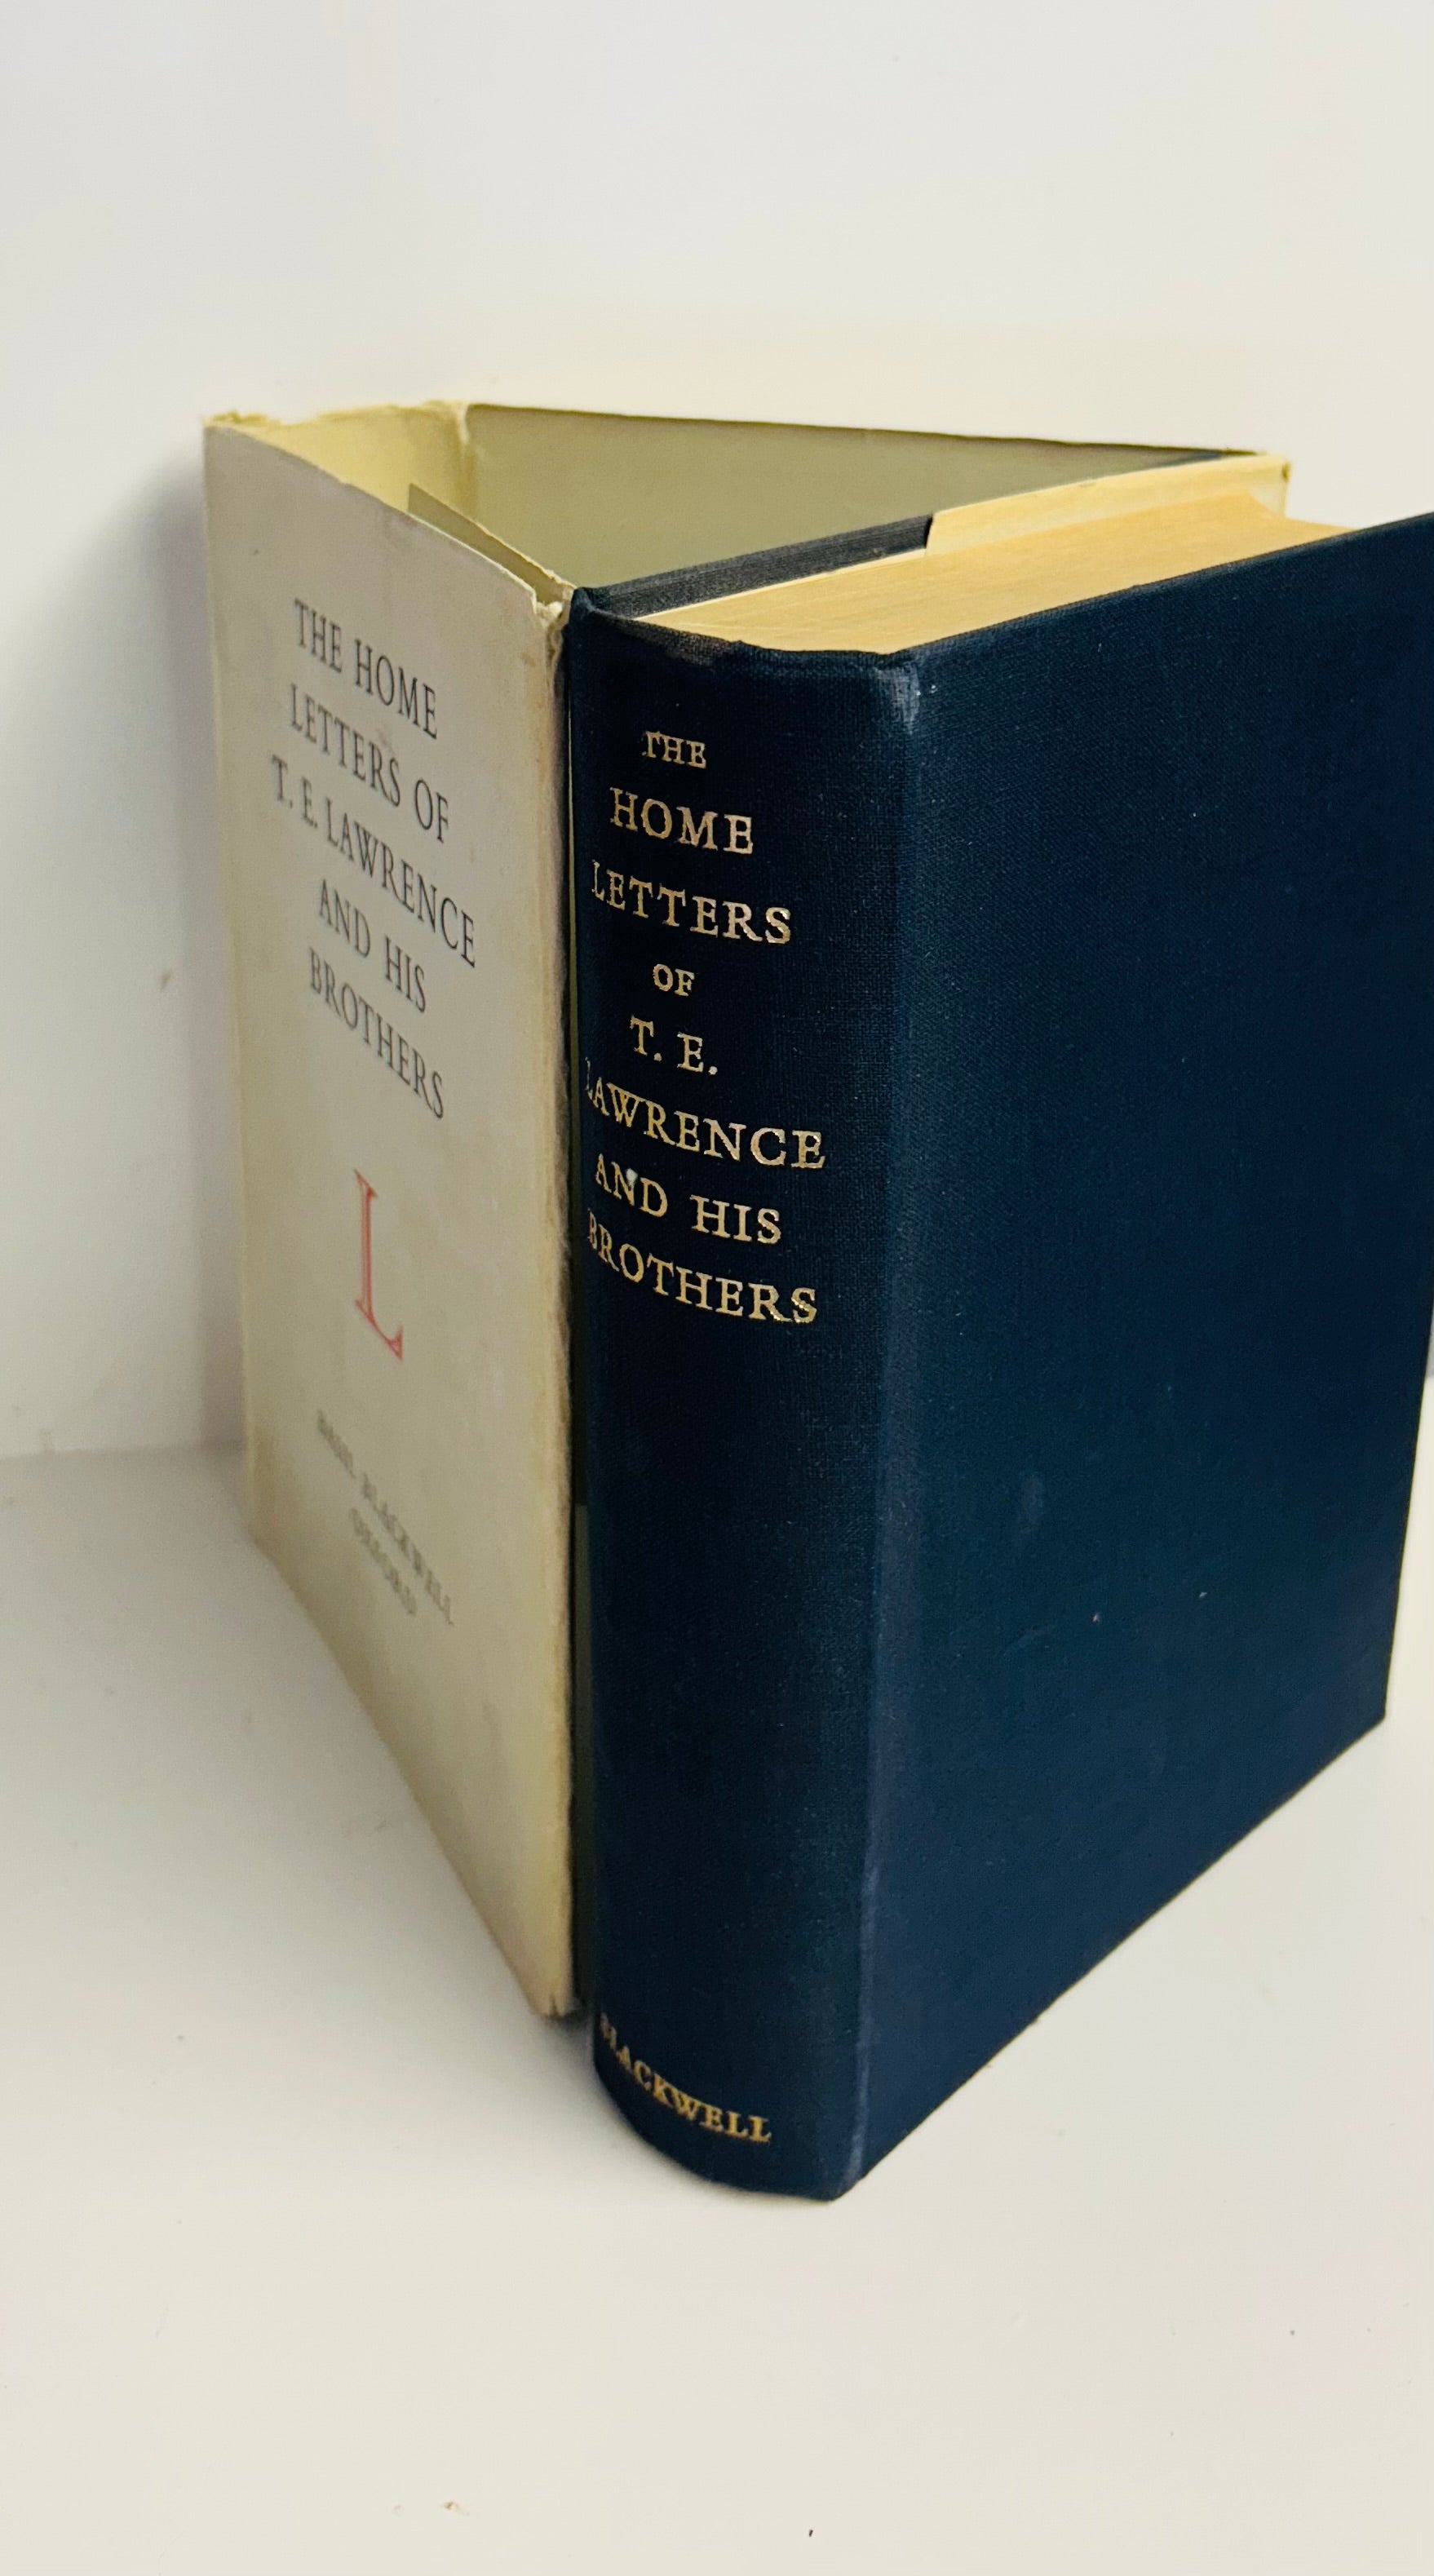 THE HOME
LETTERS OF
T. E. LAWRENCE
AND HIS
BROTHERS
L
BASIL BLACKWELL
OXFORD
THE
HOME
LETTERS
OF
T. E.
LAWRENCE
AND HIS
BROTHERS
BLACKWELL